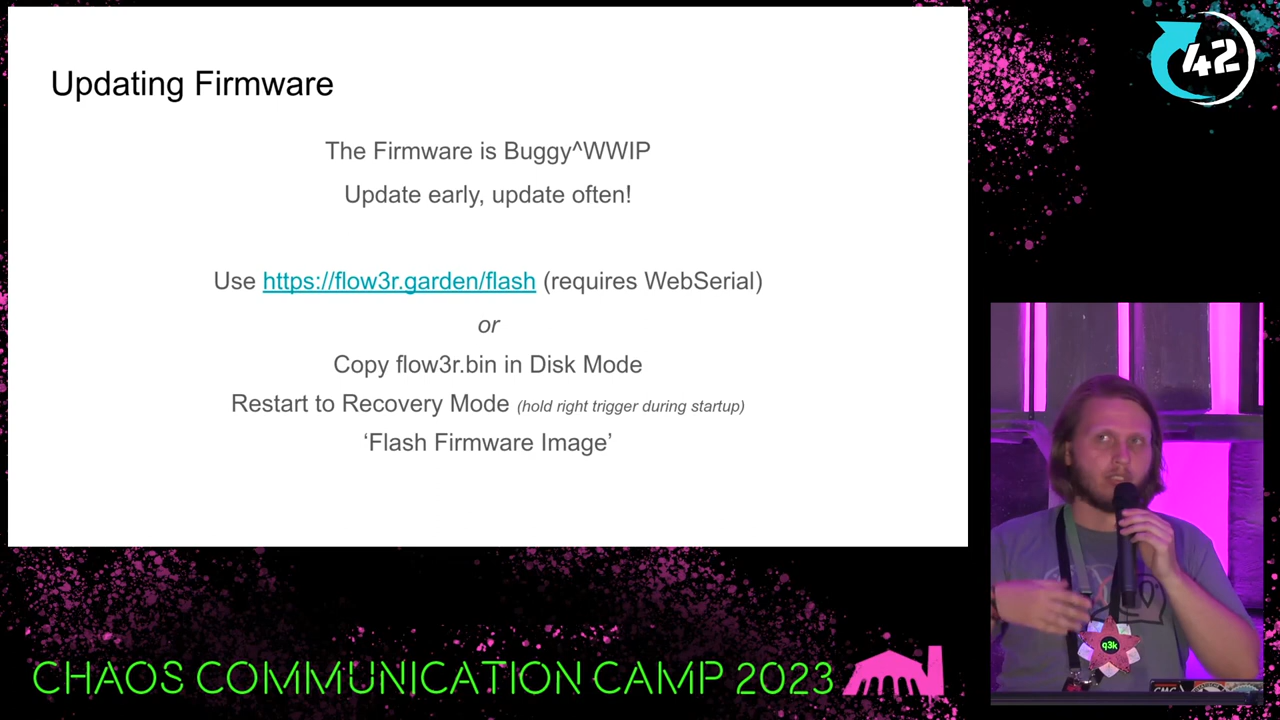 Updating Firmware
The Firmware is Buggy^WWIP
Update early, update often!
Use https://flow3r.garden/flash (requires WebSerial)
or
Copy flow3r.bin in Disk Mode
Restart to Recovery Mode (hold right trigger during startup)
‘Flash Firmware Image’
42
q3k
CMC
CHAOS COMMUNICATION CAMP 2023